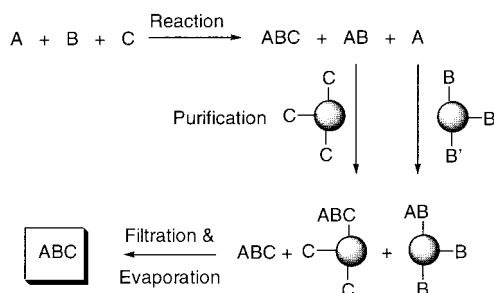 Reaction
A + B + C ABC + AB + A
C B
Purification C B
C B'
ABC AB
ABC Filtration & ABC + C + B
Evaporation C B